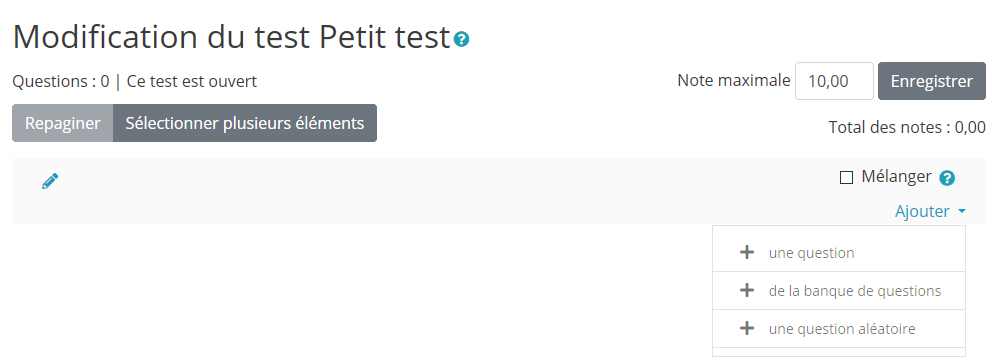 Modification du test Petit test
Questions : 0 | Ce test est ouvert
Note maximale 10,00 Enregistrer
Repaginer Sélectionner plusieurs éléments
Total des notes : 0,00
Mélanger
Ajouter
une question
de la banque de questions
une question aléatoire